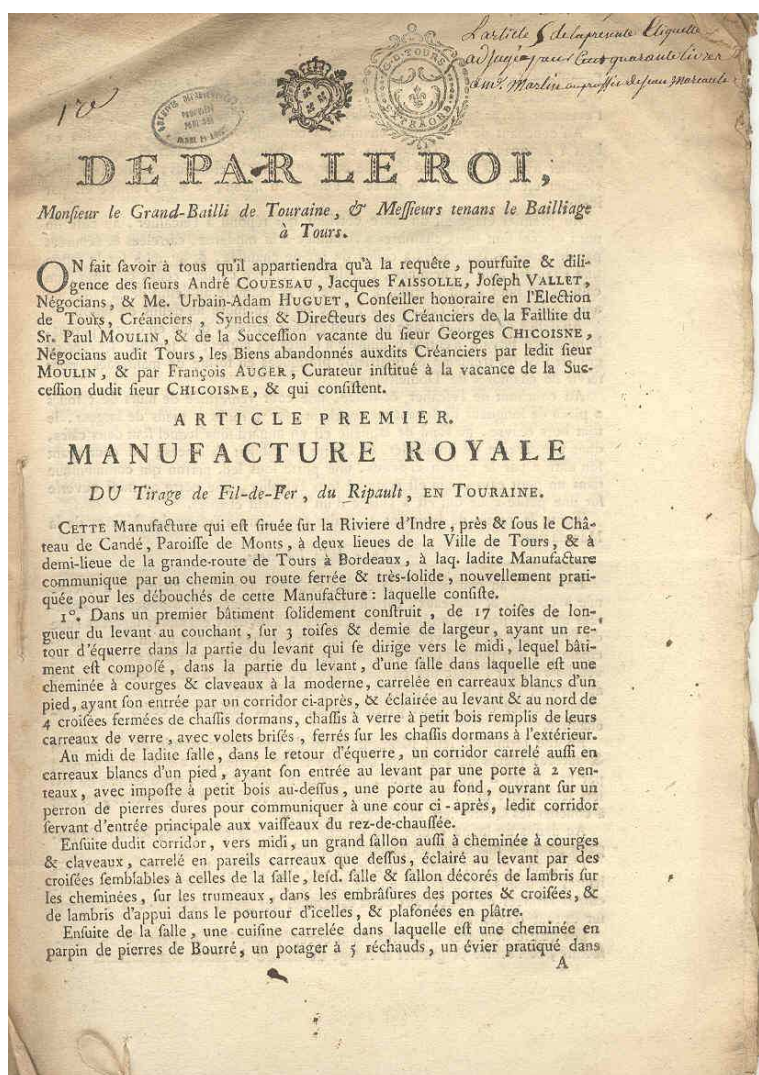 L'article 5 de la presente Etiquette
adjugé pour Cent quarante livres
a mr. Martin au proffit de jean
G. D. TOURS
EXTRAORD.
DE PAR LE ROI,
Monſieur le Grand-Bailli de Touraine, & Meſſieurs tenans le Bailliage
à Tours.
ON fait ſavoir à tous qu'il appartiendra qu'à la requête, pourſuite & dili-
gence des ſieurs André COUESEAU, Jacques FAISSOLLE, Joſeph VALLET,
Négocians, & Me. Urbain-Adam HUGUET, Conſeiller honoraire en l'Election
de Tours, Créanciers, Syndics & Directeurs des Créanciers de la Faillite du
Sr. Paul MOULIN, & de la Succeſſion vacante du ſieur Georges CHICOISNE,
Négocians audit Tours, les Biens abandonnés auxdits Créanciers par ledit ſieur
MOULIN, & par François AUGER, Curateur inſtitué à la vacance de la Suc-
ceſſion dudit ſieur CHICOISNE, & qui conſiſtent.
ARTICLE PREMIER.
MANUFACTURE ROYALE
DU Tirage de Fil-de-Fer, du Ripault, EN TOURAINE.
CETTE Manufacture qui eſt ſituée ſur la Riviere d'Indre, près & ſous le Châ-
teau de Candé, Paroiſſe de Monts, à deux lieues de la Ville de Tours, & à
demi-lieue de la grande-route de Tours à Bordeaux, à laq. ladite Manufacture
communique par un chemin ou route ferrée & très-ſolide, nouvellement prati-
quée pour les débouchés de cette Manufacture : laquelle conſiſte.
1°. Dans un premier bâtiment ſolidement conſtruit, de 17 toiſes de lon-
gueur du levant au couchant, ſur 3 toiſes & demie de largeur, ayant un re-
tour d'équerre dans la partie du levant qui ſe dirige vers le midi, lequel bâti-
ment eſt compoſé, dans la partie du levant, d'une ſalle dans laquelle eſt une
cheminée à courges & claveaux à la moderne, carrelée en carreaux blancs d'un
pied, ayant ſon entrée par un corridor ci-après, & éclairée au levant & au nord de
4 croiſées fermées de chaſſis dormans, chaſſis à verre à petit bois remplis de leurs
carreaux de verre, avec volets briſés, ferrés ſur les chaſſis dormans à l'extérieur.
Au midi de ladite ſalle, dans le retour d'équerre, un corridor carrelé auſſi en
carreaux blancs d'un pied, ayant ſon entrée au levant par une porte à 2 ven-
teaux, avec impoſte à petit bois au-deſſus, une porte au fond, ouvrant ſur un
perron de pierres dures pour communiquer à une cour ci-après, ledit corridor
ſervant d'entrée principale aux vaiſſeaux du rez-de-chauſſée.
Enſuite dudit corridor, vers midi, un grand ſallon auſſi à cheminée à courges
& claveaux, carrelé en pareils carreaux que deſſus, éclairé au levant par des
croiſées ſemblables à celles de la ſalle, leſd. ſalle & ſallon décorés de lambris ſur
les cheminées, ſur les trumeaux, dans les embrâſures des portes & croiſées, &
de lambris d'appui dans le pourtour d'icelles, & plafonées en plâtre.
Enſuite de la ſalle, une cuiſine carrelée dans laquelle eſt une cheminée en
parpin de pierres de Bourré, un potager à 5 réchauds, un évier pratiqué dans
A